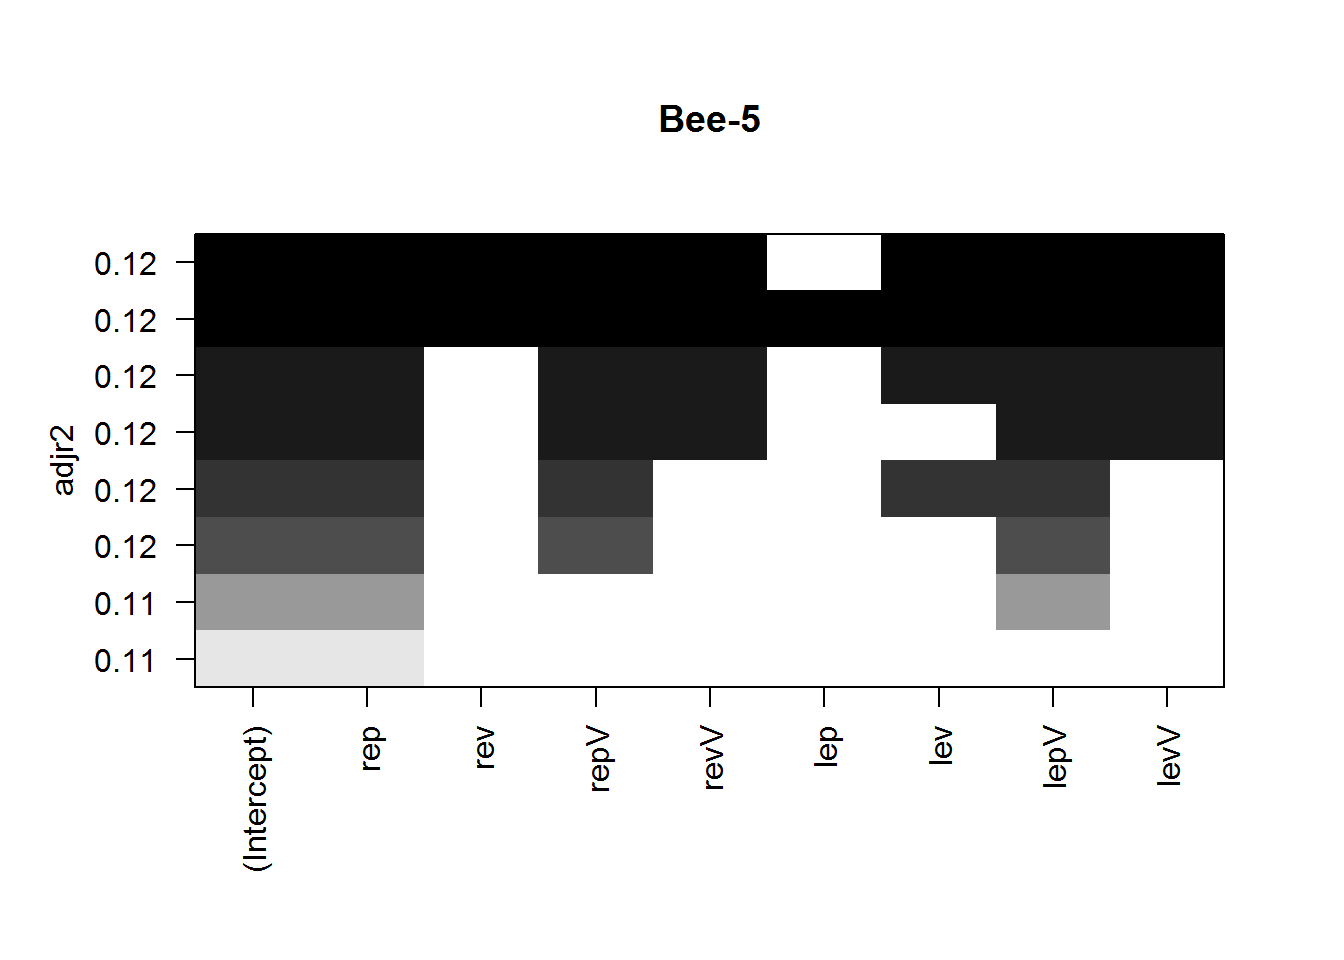 Bee-5
adjr2
0.12
0.12
0.12
0.12
0.12
0.12
0.11
0.11
(Intercept)
rep
rev
repV
revV
lep
lev
lepV
levV